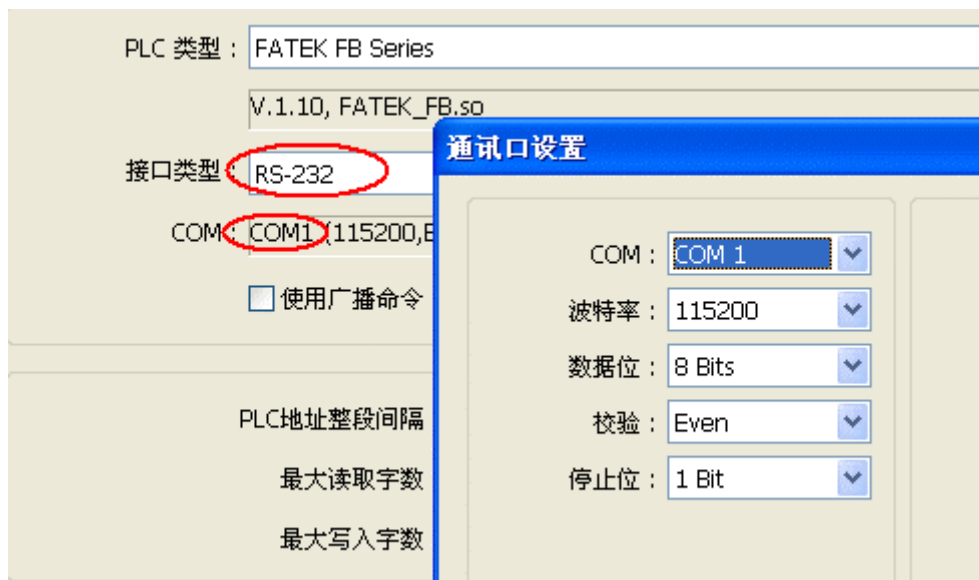 PLC 类型： FATEK FB Series
V.1.10, FATEK_FB.so
接口类型： RS-232
COM： COM1 (115200,E
使用广播命令
PLC地址整段间隔
最大读取字数
最大写入字数
通讯口设置
COM： COM 1
波特率： 115200
数据位： 8 Bits
校验： Even
停止位： 1 Bit